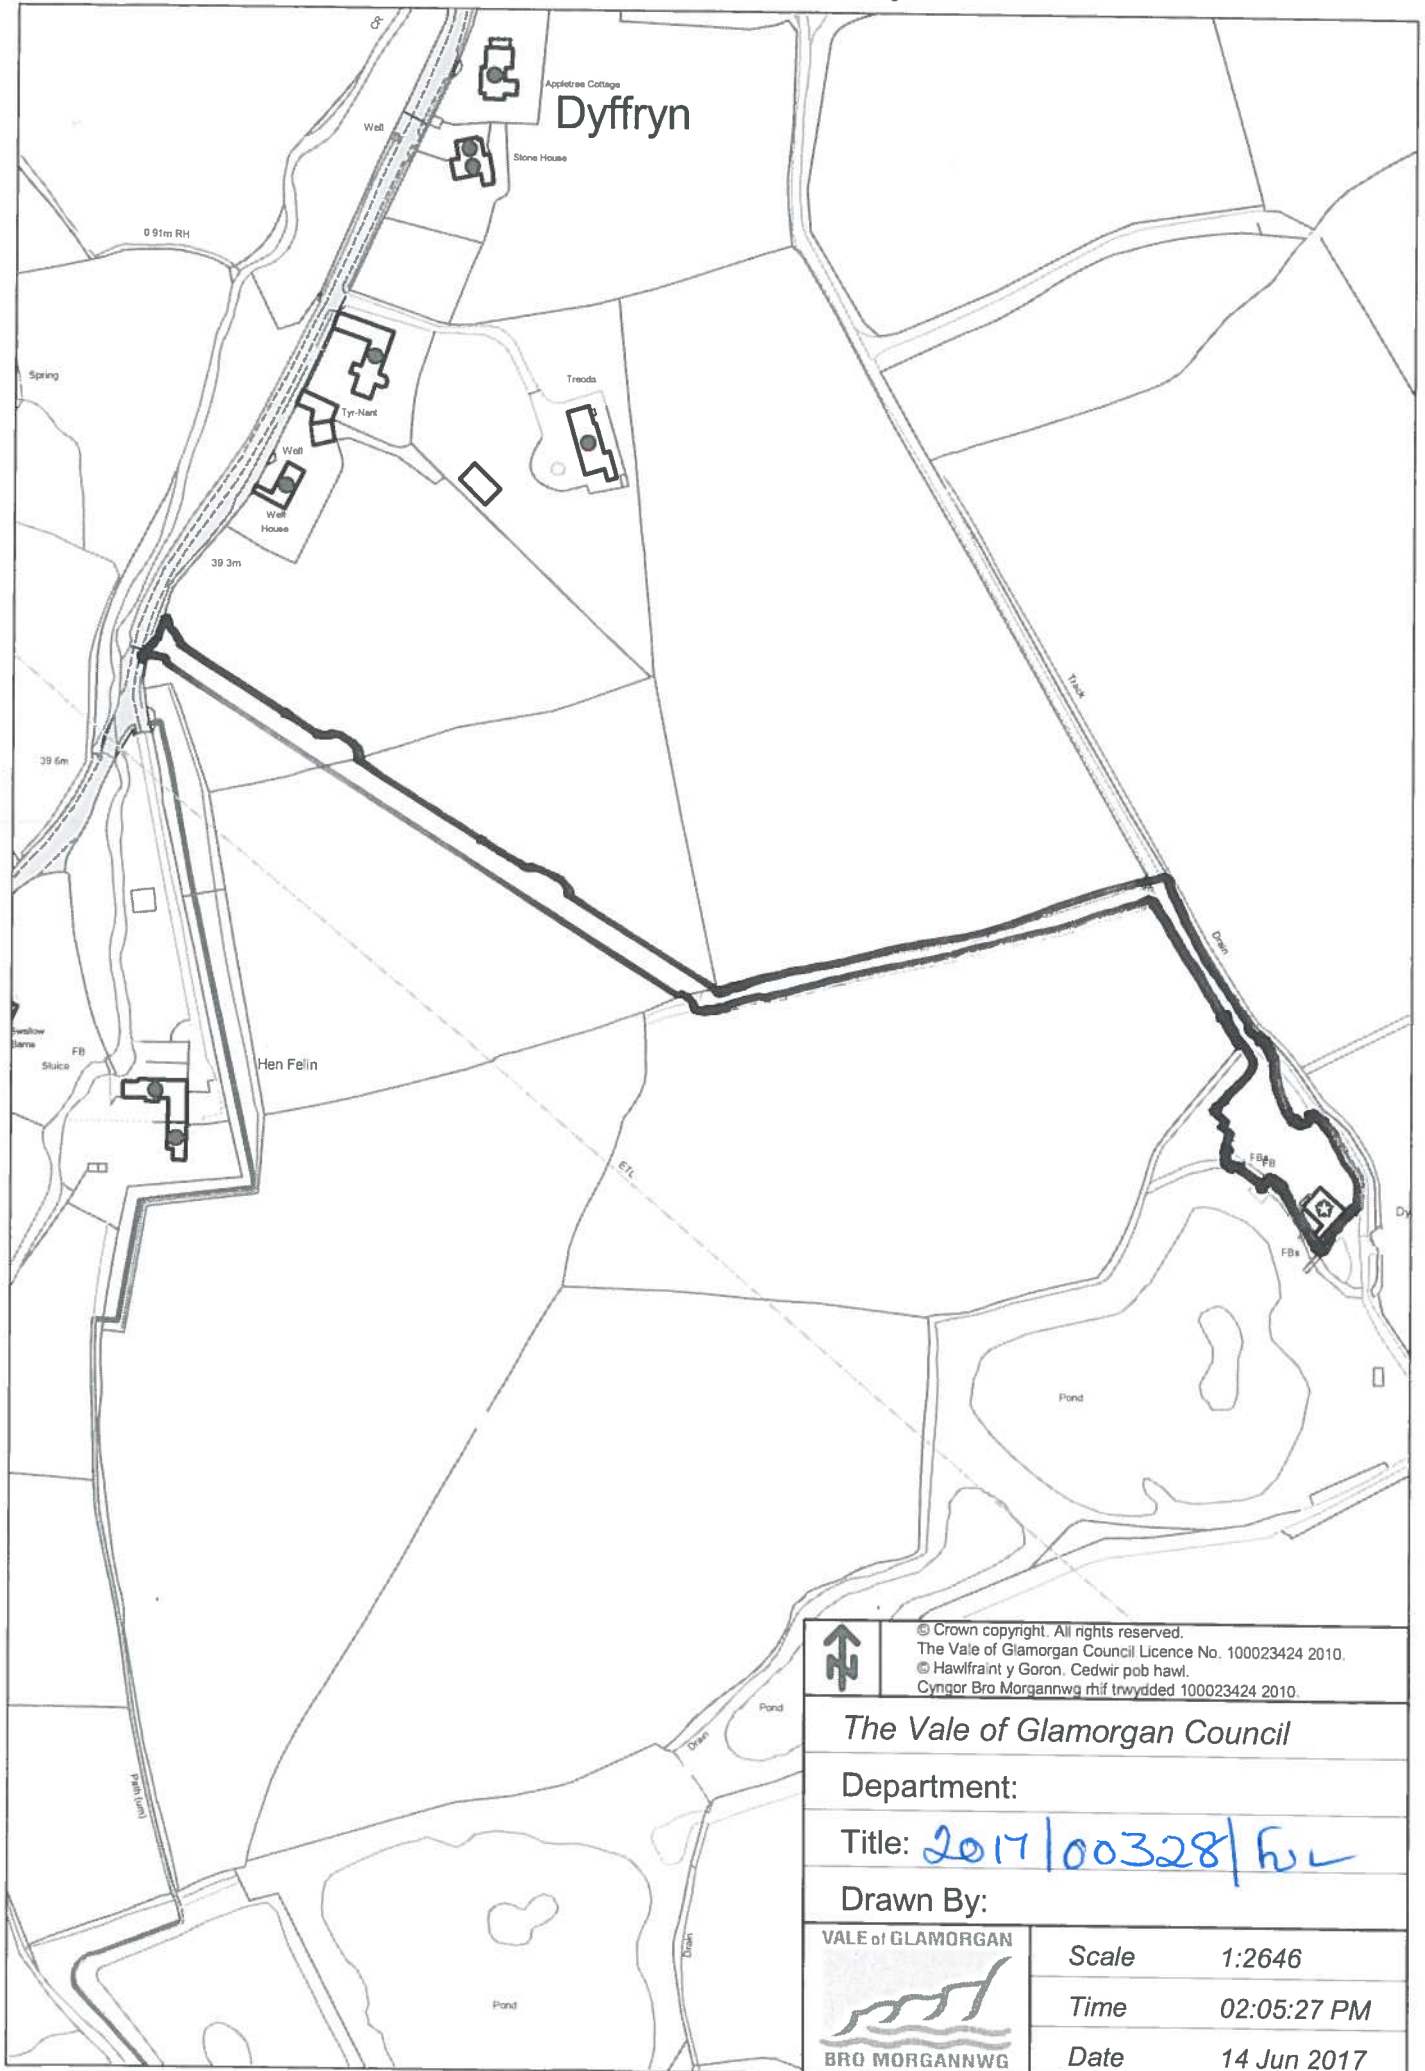 CR
Appletree Cottage
Dyffryn
Well
Stone House
0.91m RH
Spring
Treoda
Tyr-Nant
Well
Well
House
39.3m
Track
39.6m
Drain
Swallow
Barns
FB
Sluice
Hen Felin
ETL
FBs
FB
Dy
FBs
Pond
© Crown copyright. All rights reserved.
The Vale of Glamorgan Council Licence No. 100023424 2010.
© Hawlfraint y Goron. Cedwir pob hawl.
Cyngor Bro Morgannwg rhif trwydded 100023424 2010.
N
Pond
Drain
The Vale of Glamorgan Council
Path (um)
Department:
Title: 2017/00328/FUL
Drawn By:
Drain
Pond
VALE of GLAMORGAN
BRO MORGANNWG
Scale 1:2646
Time 02:05:27 PM
Date 14 Jun 2017